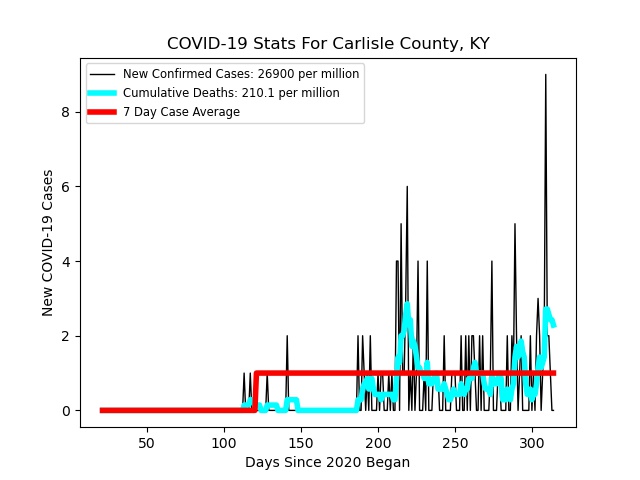 COVID-19 Stats For Carlisle County, KY
New Confirmed Cases: 26900 per million
Cumulative Deaths: 210.1 per million
7 Day Case Average
New COVID-19 Cases
8
6
4
2
0
50 100 150 200 250 300
Days Since 2020 Began